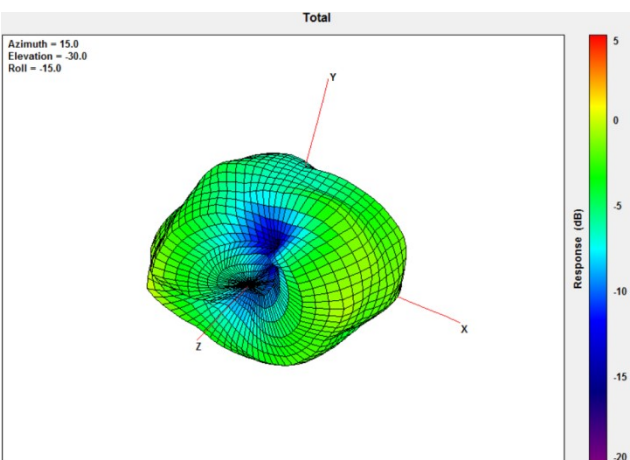 Total
Azimuth = 15.0
Elevation = -30.0
Roll = -15.0
Y
X
Z
5
0
-5
-10
-15
-20
Response (dB)